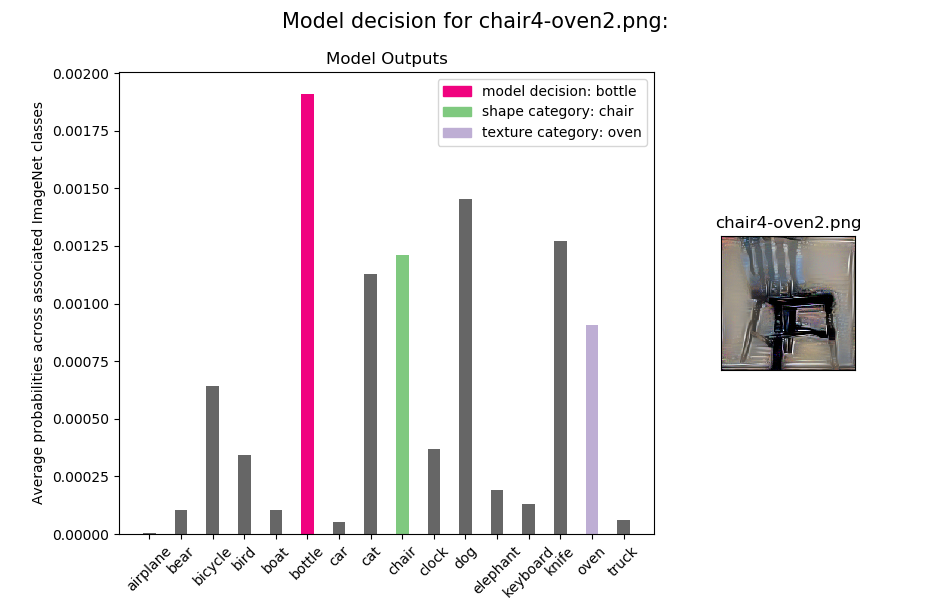 Model decision for chair4-oven2.png:
Model Outputs
Average probabilities across associated ImageNet classes
0.00200
0.00175
0.00150
0.00125
0.00100
0.00075
0.00050
0.00025
0.00000
model decision: bottle
shape category: chair
texture category: oven
airplane
bear
bicycle
bird
boat
bottle
car
cat
chair
clock
dog
elephant
keyboard
knife
oven
truck
chair4-oven2.png